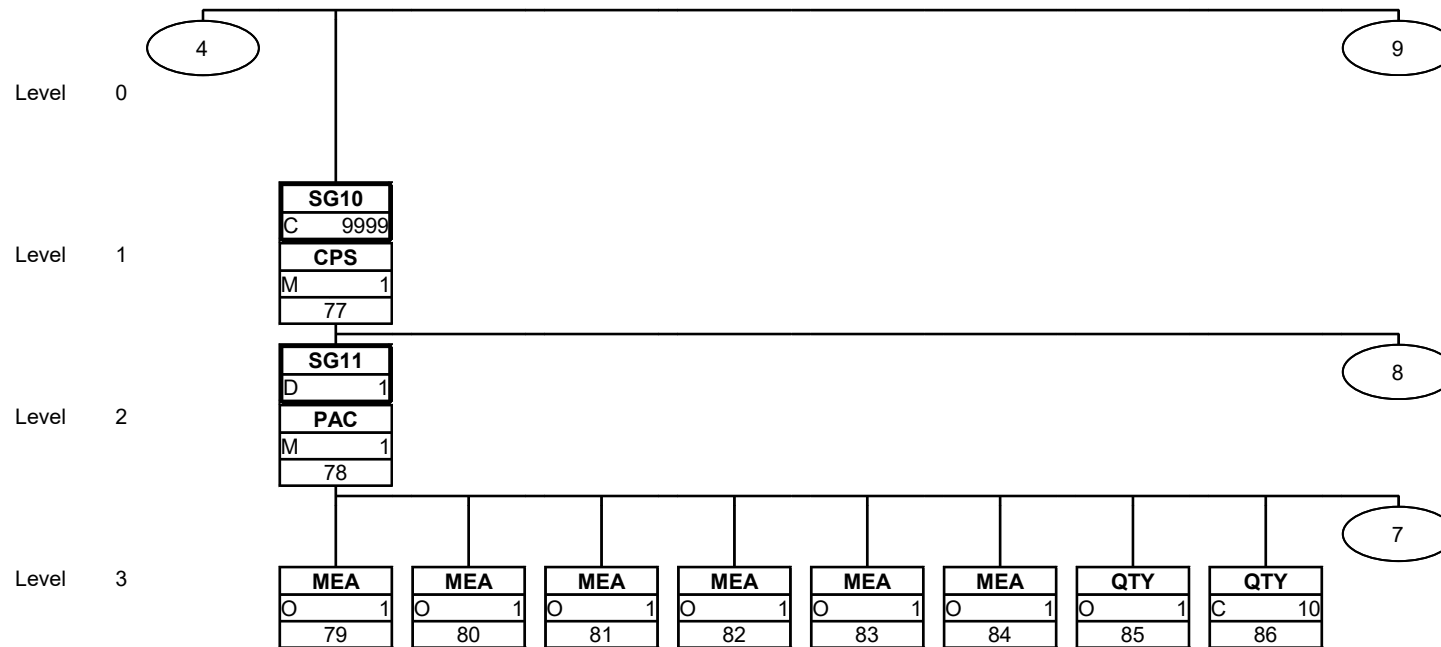 4
9
Level 0
SG10
C 9999
Level 1
CPS
M 1
77
SG11
D 1
8
Level 2
PAC
M 1
78
7
Level 3
MEA MEA MEA MEA MEA MEA QTY QTY
O 1 O 1 O 1 O 1 O 1 O 1 O 1 C 10
79 80 81 82 83 84 85 86